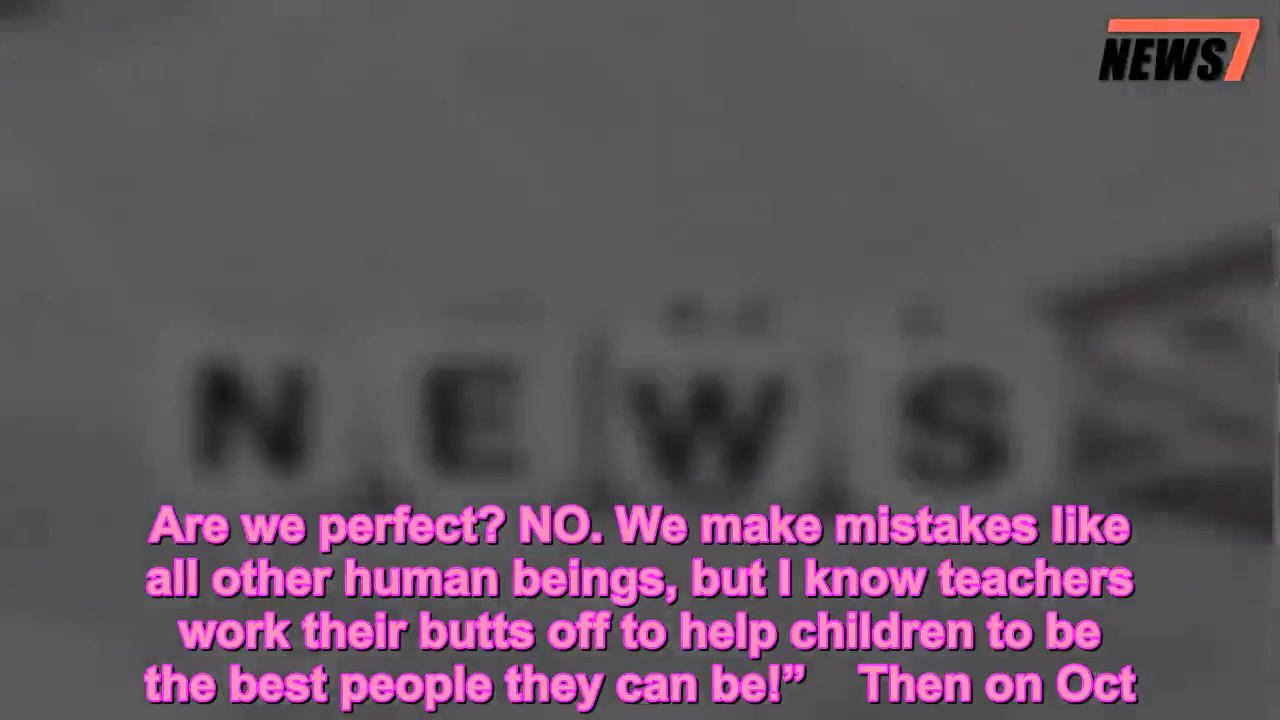 NEWS7
N E W S
Are we perfect? NO. We make mistakes like
all other human beings, but I know teachers
work their butts off to help children to be
the best people they can be!” Then on Oct